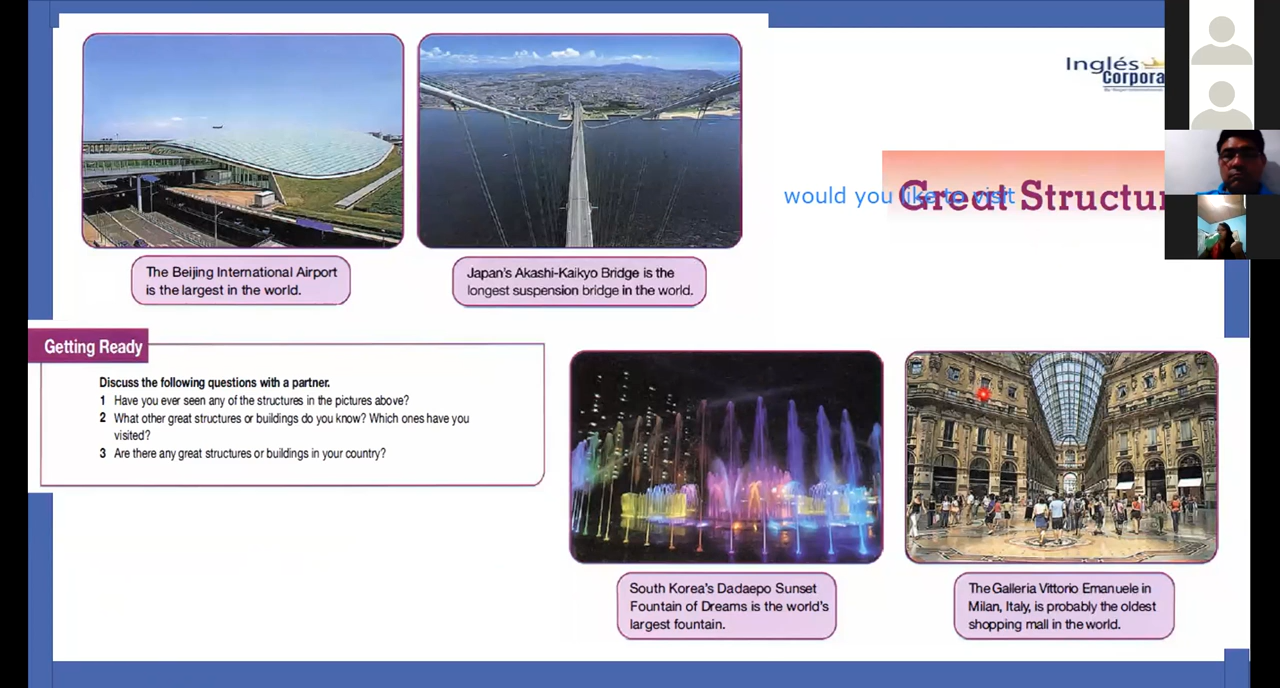 Inglés
Corpora
would you like to visit
Great Structur
The Beijing International Airport
is the largest in the world.
Japan's Akashi-Kaikyo Bridge is the
longest suspension bridge in the world.
Getting Ready
Discuss the following questions with a partner.
1 Have you ever seen any of the structures in the pictures above?
2 What other great structures or buildings do you know? Which ones have you
visited?
3 Are there any great structures or buildings in your country?
South Korea's Dadaepo Sunset
Fountain of Dreams is the world's
largest fountain.
The Galleria Vittorio Emanuele in
Milan, Italy, is probably the oldest
shopping mall in the world.